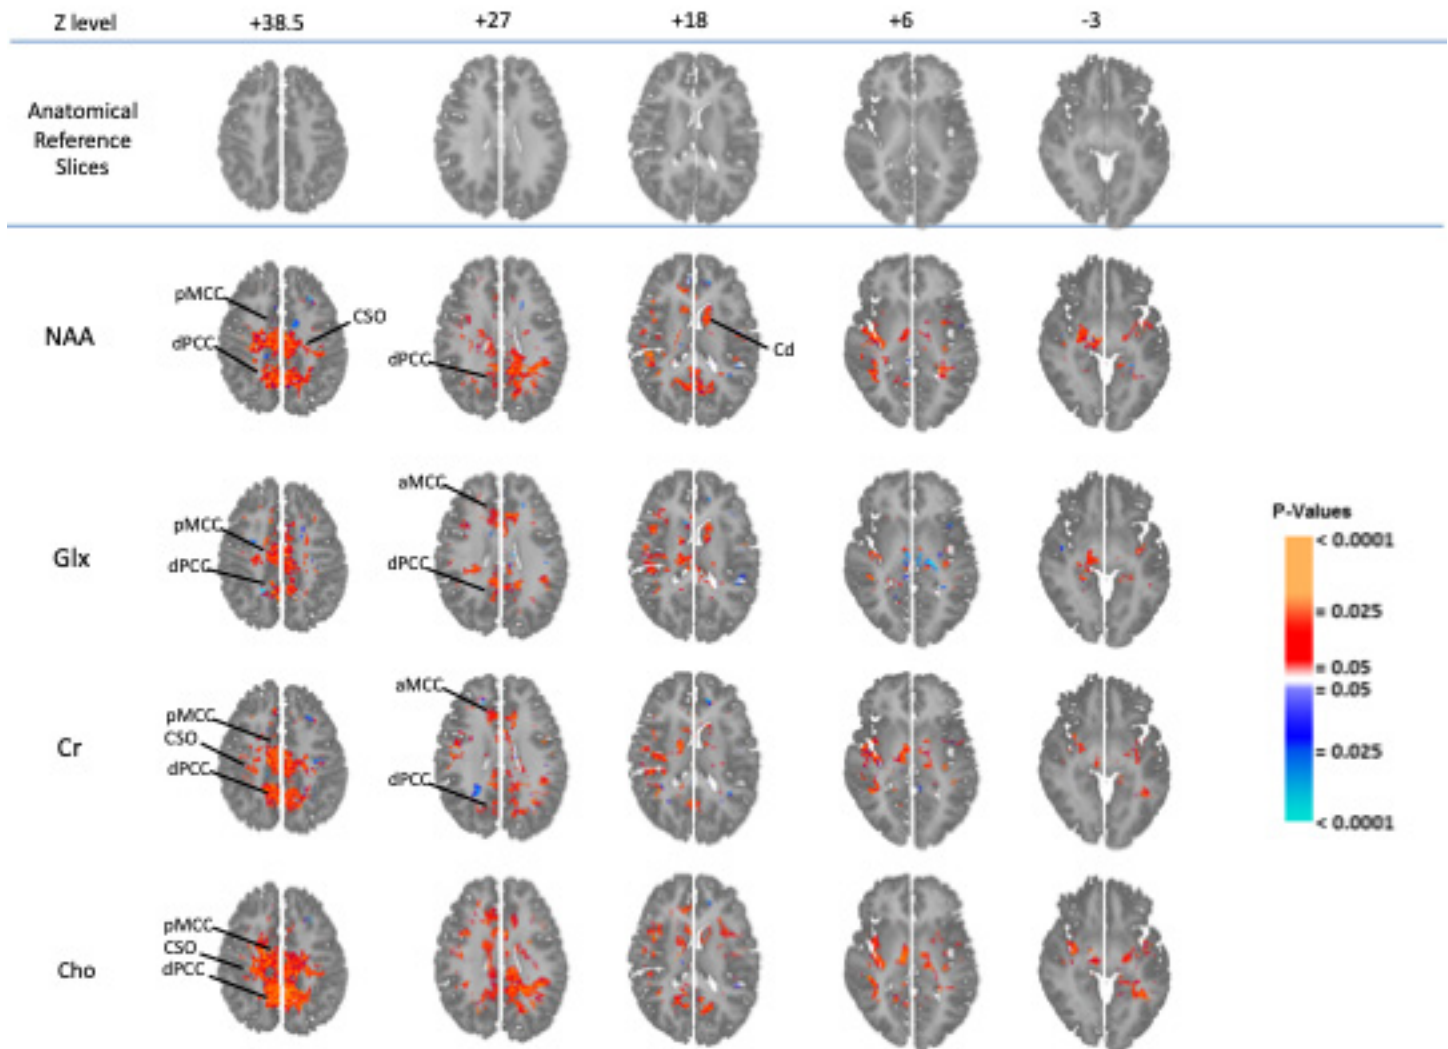 Z level +38.5 +27 +18 +6 -3
Anatomical
Reference
Slices
NAA
pMCC
CSO
dPCC
dPCC
Cd
Glx
pMCC
dPCC
aMCC
dPCC
Cr
pMCC
CSO
dPCC
aMCC
dPCC
Cho
pMCC
CSO
dPCC
P-Values
< 0.0001
= 0.025
= 0.05
= 0.05
= 0.025
< 0.0001